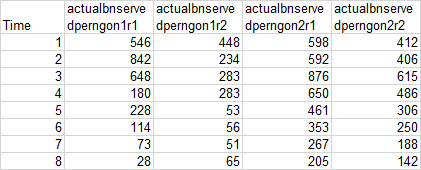 Time actualbnserve dperngon1r1 actualbnserve dperngon1r2 actualbnserve dperngon2r1 actualbnserve dperngon2r2
1 546 448 598 412
2 842 234 592 406
3 648 283 876 615
4 180 283 650 486
5 228 53 461 306
6 114 56 353 250
7 73 51 267 188
8 28 65 205 142